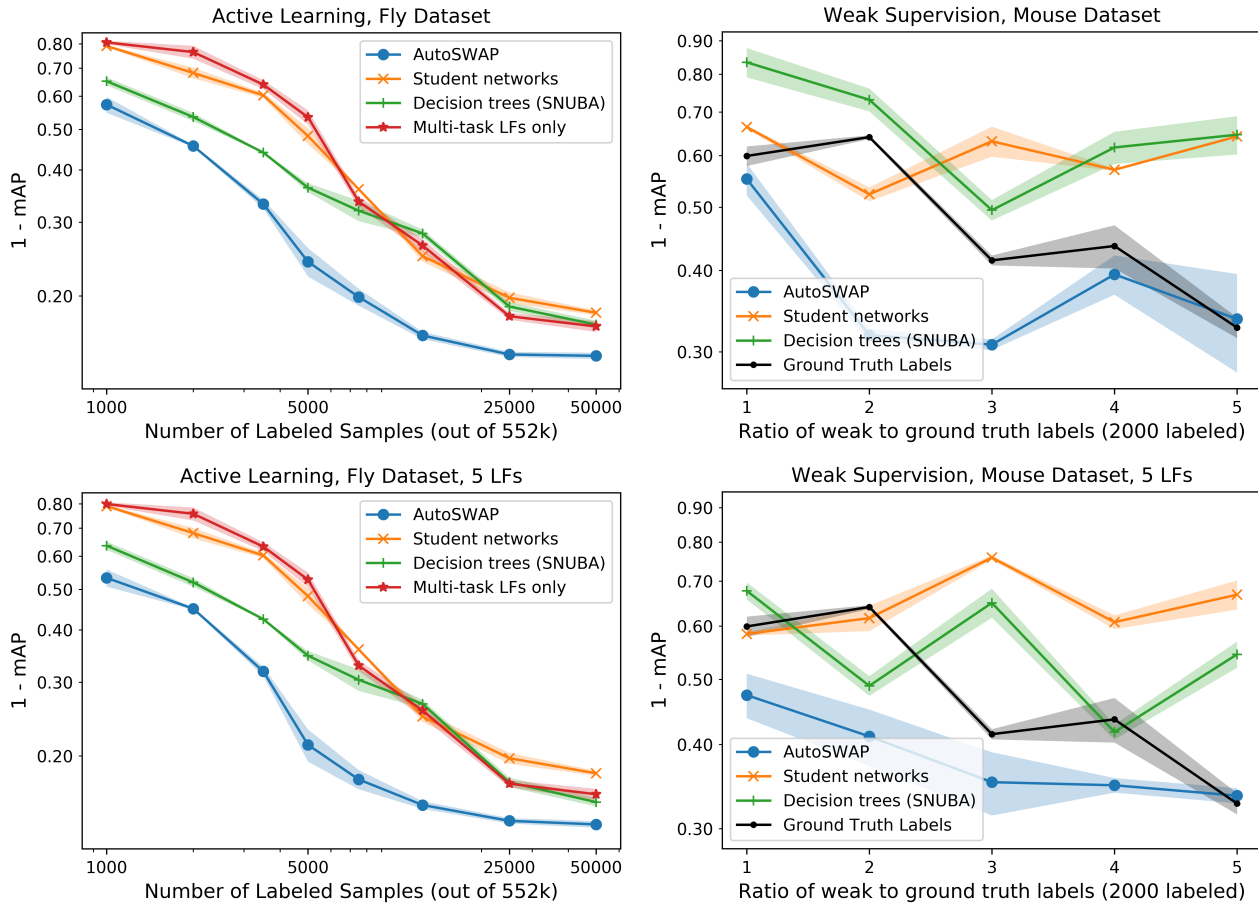 Active Learning, Fly Dataset
1 - mAP
0.80
0.70
0.60
0.50
0.40
0.30
0.20
AutoSWAP
Student networks
Decision trees (SNUBA)
Multi-task LFs only
1000 5000 25000 50000
Number of Labeled Samples (out of 552k)
Weak Supervision, Mouse Dataset
1 - mAP
0.90
0.80
0.70
0.60
0.50
0.40
0.30
AutoSWAP
Student networks
Decision trees (SNUBA)
Ground Truth Labels
1 2 3 4 5
Ratio of weak to ground truth labels (2000 labeled)
Active Learning, Fly Dataset, 5 LFs
1 - mAP
0.80
0.70
0.60
0.50
0.40
0.30
0.20
AutoSWAP
Student networks
Decision trees (SNUBA)
Multi-task LFs only
1000 5000 25000 50000
Number of Labeled Samples (out of 552k)
Weak Supervision, Mouse Dataset, 5 LFs
1 - mAP
0.90
0.80
0.70
0.60
0.50
0.40
0.30
AutoSWAP
Student networks
Decision trees (SNUBA)
Ground Truth Labels
1 2 3 4 5
Ratio of weak to ground truth labels (2000 labeled)